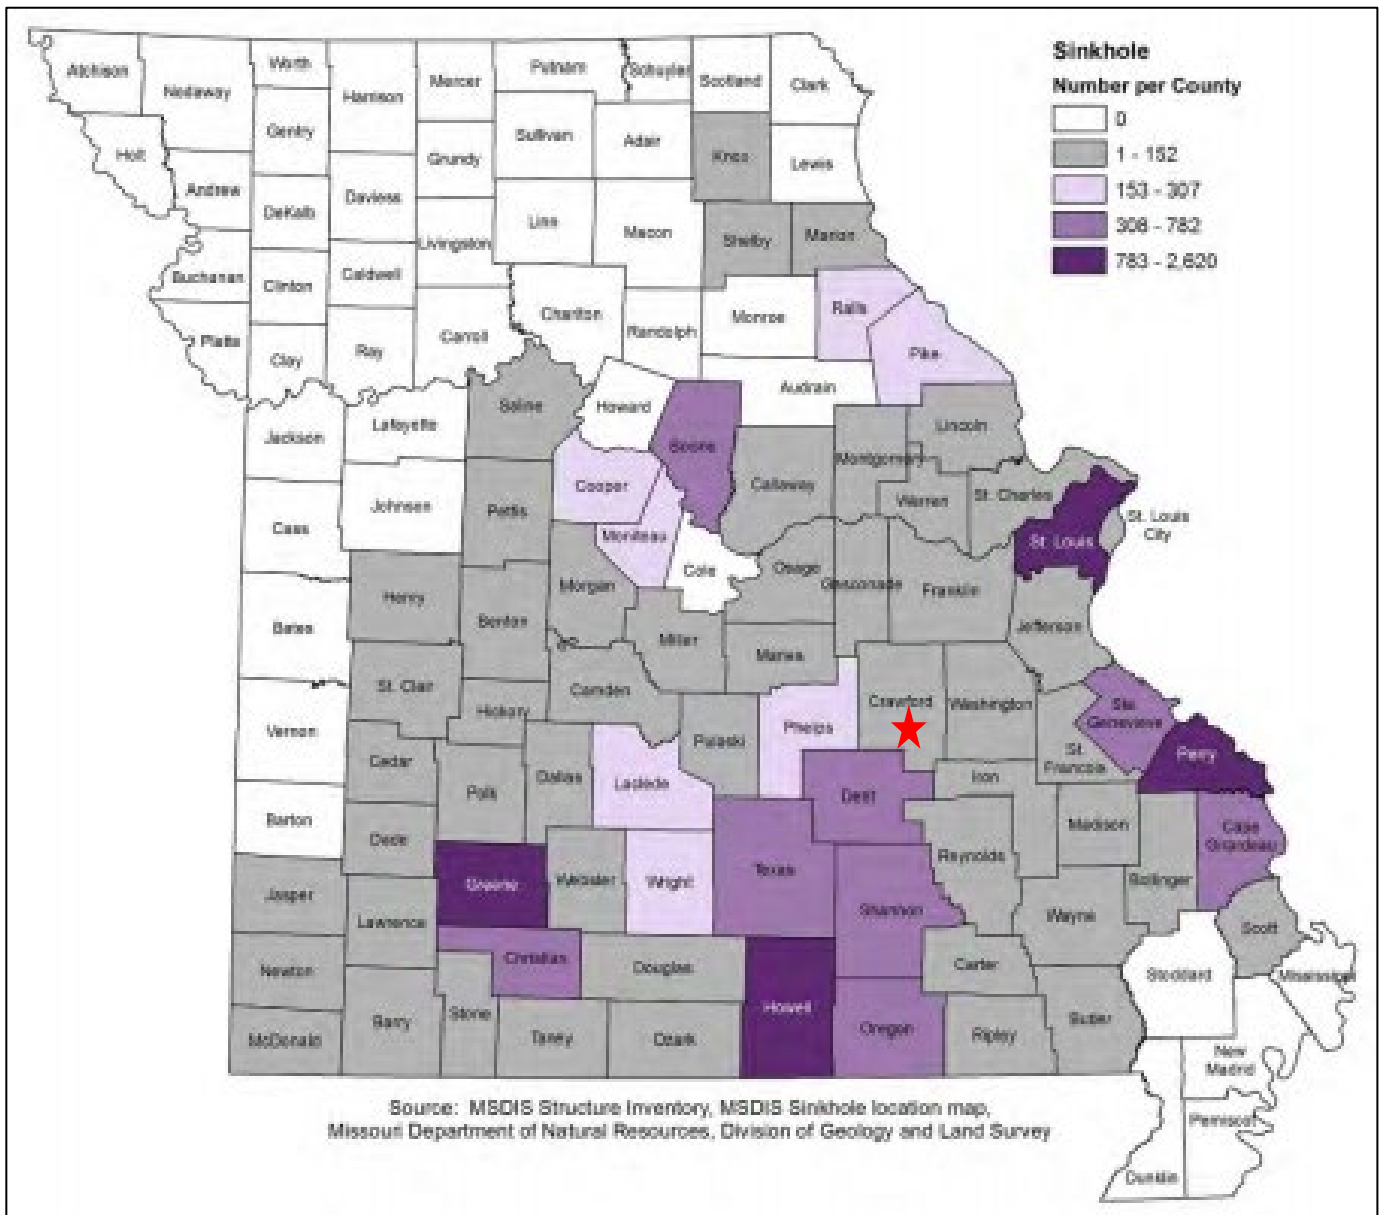 Sinkhole
Number per County
0
1 - 152
153 - 307
308 - 782
783 - 2,620
Atchison
Nodaway
Worth
Harrison
Mercer
Putnam
Schuyler
Scotland
Clark
Gentry
Holt
Andrew
DeKalb
Daviess
Grundy
Sullivan
Adair
Knox
Lewis
Linn
Macon
Shelby
Marion
Livingston
Buchanan
Clinton
Caldwell
Chariton
Randolph
Monroe
Ralls
Platte
Clay
Ray
Carroll
Pike
Audrain
Saline
Howard
Boone
Lincoln
Jackson
Lafayette
Montgomery
Callaway
Cooper
Warren
St. Charles
Johnson
Pettis
St. Louis
City
Cass
Moniteau
St. Louis
Cole
Osage
Gasconade
Franklin
Morgan
Henry
Benton
Bates
Miller
Jefferson
Maries
St. Clair
Camden
Crawford
Washington
Hickory
Ste.
Genevieve
Vernon
Pulaski
Phelps
St.
Francois
Perry
Cedar
Dallas
Laclede
Iron
Polk
Dent
Barton
Madison
Cape
Girardeau
Dade
Reynolds
Texas
Bollinger
Jasper
Greene
Webster
Wright
Shannon
Wayne
Lawrence
Scott
Christian
Douglas
Carter
Newton
Stoddard
Mississippi
Howell
Stone
Barry
Butler
Oregon
Ripley
McDonald
Taney
Ozark
New
Madrid
Pemiscot
Dunklin
Source: MSDIS Structure Inventory, MSDIS Sinkhole location map,
Missouri Department of Natural Resources, Division of Geology and Land Survey